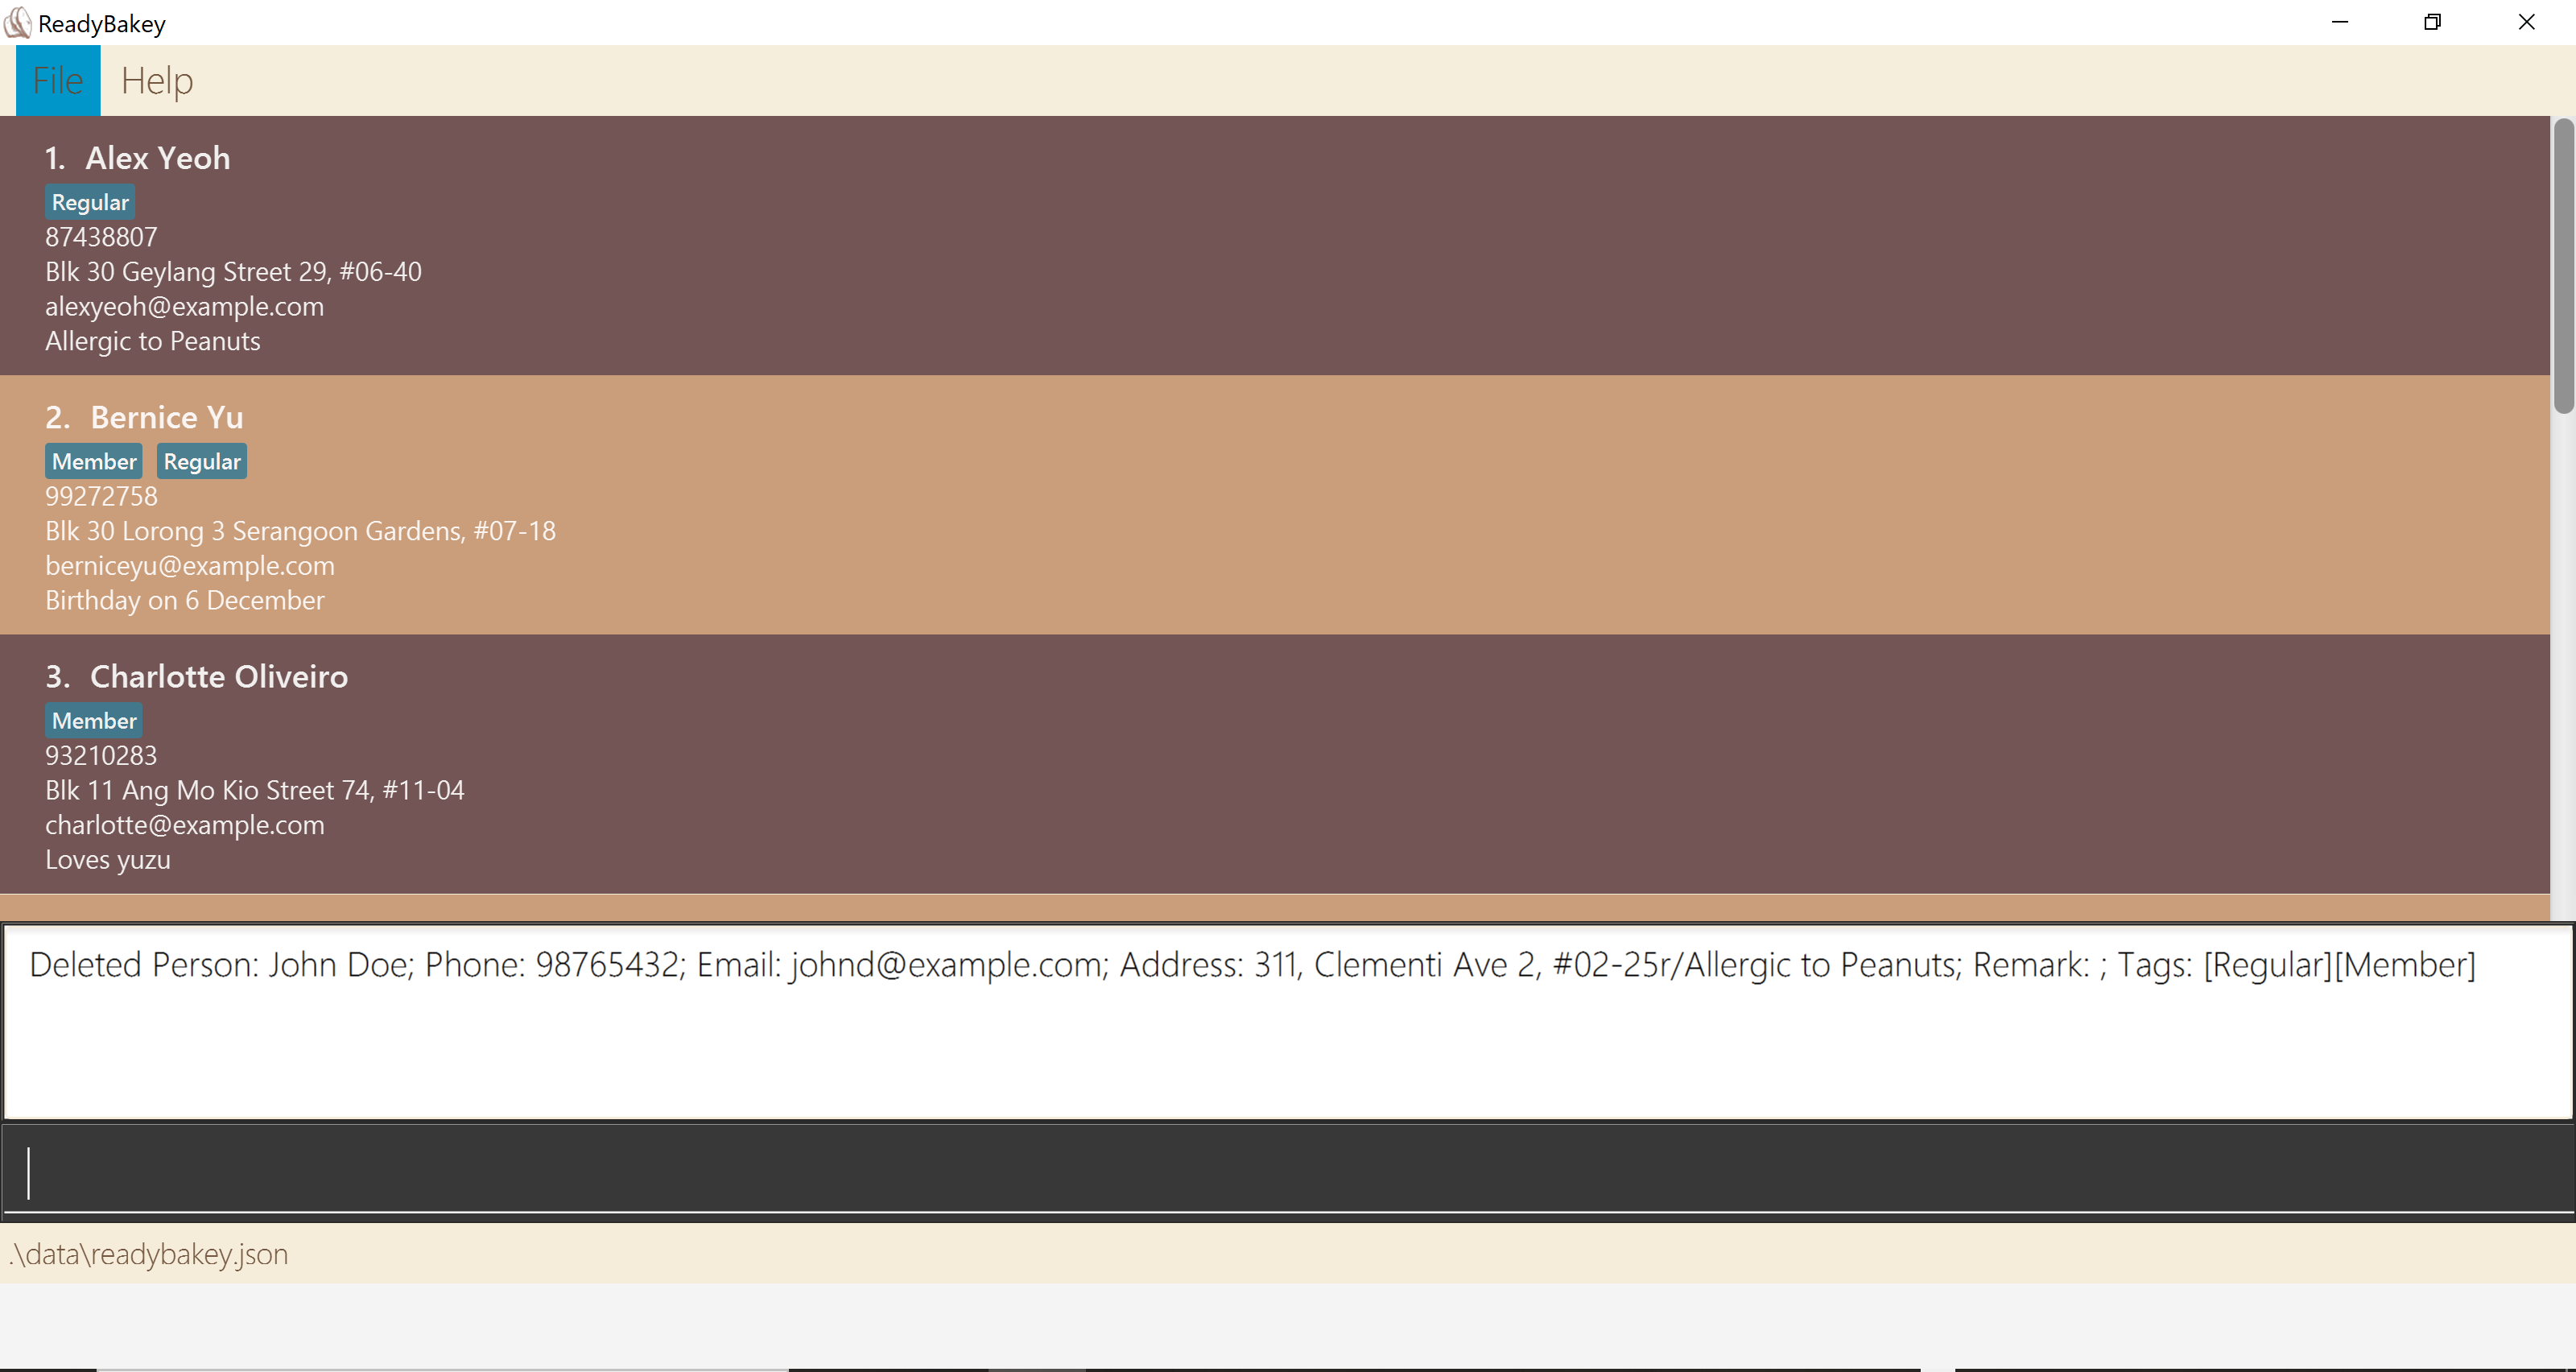 ReadyBakey
File Help
1. Alex Yeoh
Regular
87438807
Blk 30 Geylang Street 29, #06-40
alexyeoh@example.com
Allergic to Peanuts
2. Bernice Yu
Member Regular
99272758
Blk 30 Lorong 3 Serangoon Gardens, #07-18
berniceyu@example.com
Birthday on 6 December
3. Charlotte Oliveiro
Member
93210283
Blk 11 Ang Mo Kio Street 74, #11-04
charlotte@example.com
Loves yuzu
Deleted Person: John Doe; Phone: 98765432; Email: johnd@example.com; Address: 311, Clementi Ave 2, #02-25r/Allergic to Peanuts; Remark: ; Tags: [Regular][Member]
.\data\readybakey.json